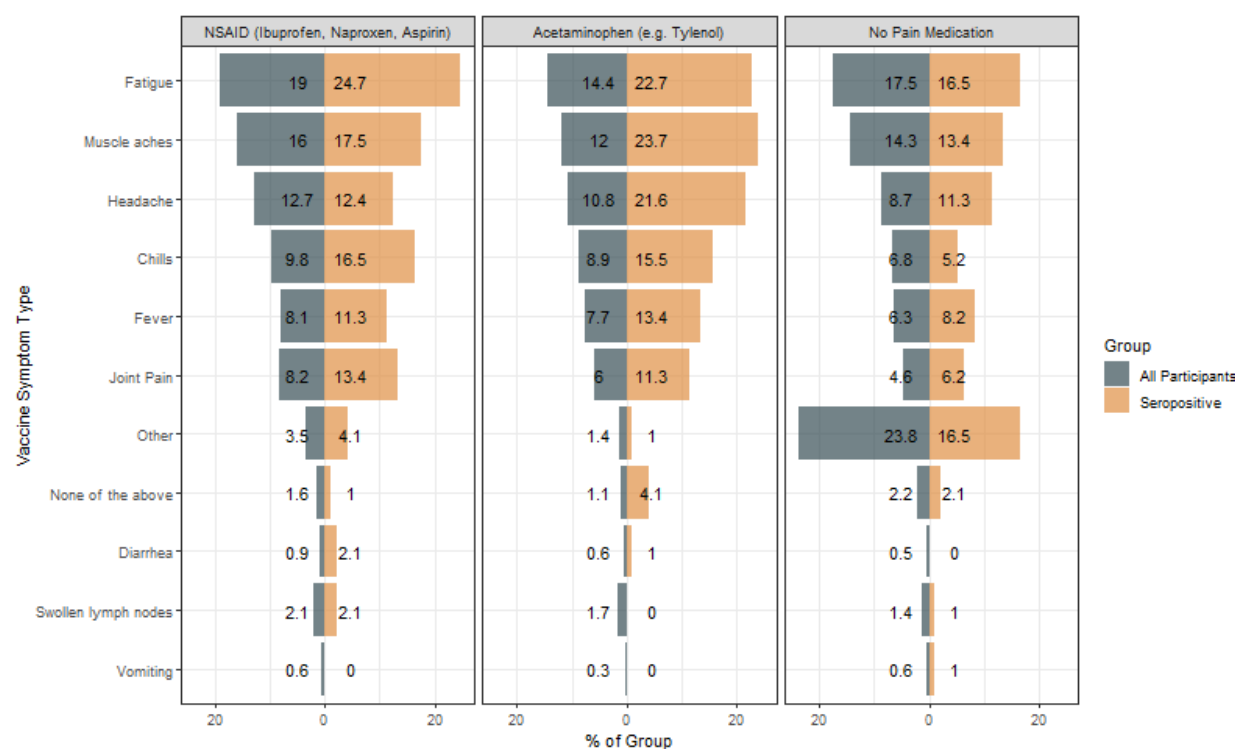 NSAID (Ibuprofen, Naproxen, Aspirin) Acetaminophen (e.g. Tylenol) No Pain Medication
Vaccine Symptom Type
Fatigue 19 24.7 14.4 22.7 17.5 16.5
Muscle aches 16 17.5 12 23.7 14.3 13.4
Headache 12.7 12.4 10.8 21.6 8.7 11.3
Chills 9.8 16.5 8.9 15.5 6.8 5.2
Fever 8.1 11.3 7.7 13.4 6.3 8.2
Joint Pain 8.2 13.4 6 11.3 4.6 6.2
Other 3.5 4.1 1.4 1 23.8 16.5
None of the above 1.6 1 1.1 4.1 2.2 2.1
Diarrhea 0.9 2.1 0.6 1 0.5 0
Swollen lymph nodes 2.1 2.1 1.7 0 1.4 1
Vomiting 0.6 0 0.3 0 0.6 1
20 0 20 20 0 20 20 0 20
% of Group
Group
All Participants
Seropositive